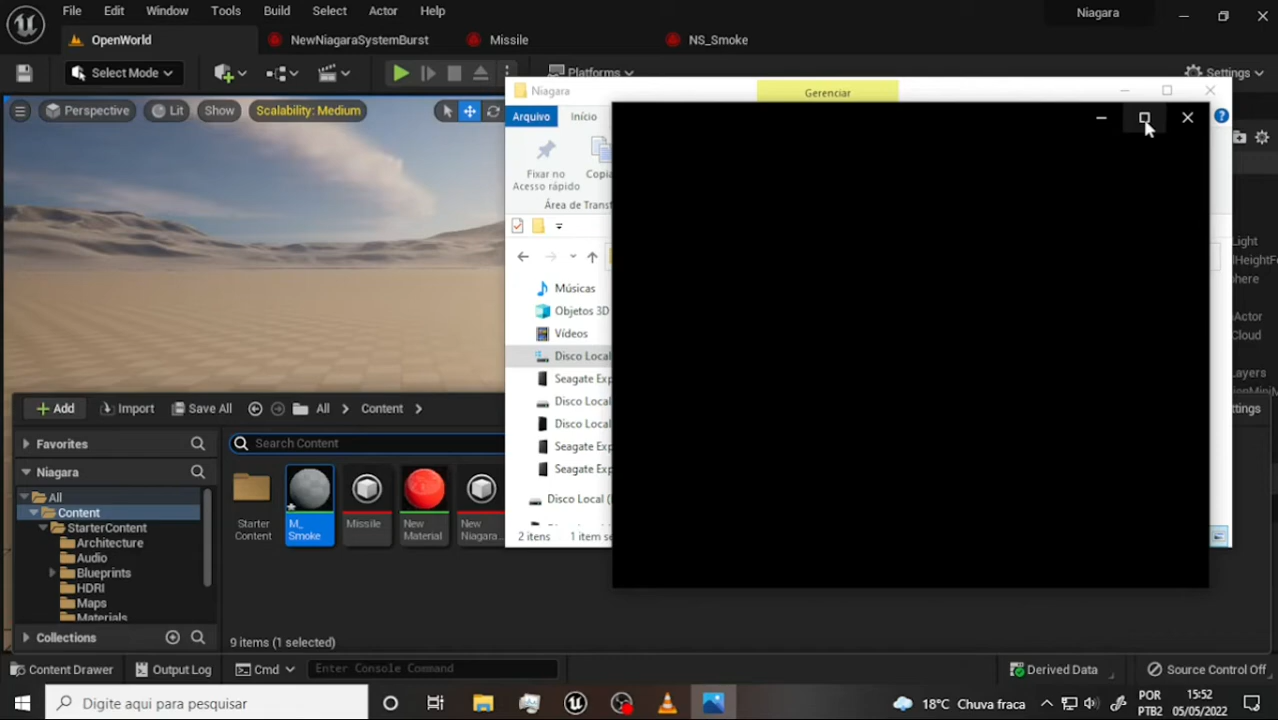 File Edit Window Tools Build Select Actor Help Niagara
OpenWorld NewNiagaraSystemBurst Missile NS_Smoke
Select Mode Platforms Settings
Perspective Lit Show Scalability: Medium
Niagara Gerenciar
Arquivo Início
Fixar no
Acesso rápido
Copia
Área de Transf
Músicas
Objetos 3D
Vídeos
Disco Local
Seagate Exp
Disco Local
Disco Local
Seagate Exp
Seagate Exp
Disco Local (
2 itens 1 item se
Light
lHeightFo
here
Actor
Cloud
Layers
ttings
Add Import Save All All Content
Favorites
Search Content
Niagara
All
Content
StarterContent
Architecture
Audio
Blueprints
HDRI
Maps
Materials
Collections
Starter
Content
M_
Smoke
Missile
New
Material
New
Niagara
9 items (1 selected)
Content Drawer Output Log Cmd Enter Console Command Derived Data Source Control Off
Digite aqui para pesquisar
18°C Chuva fraca
POR
PTB2
15:52
05/05/2022